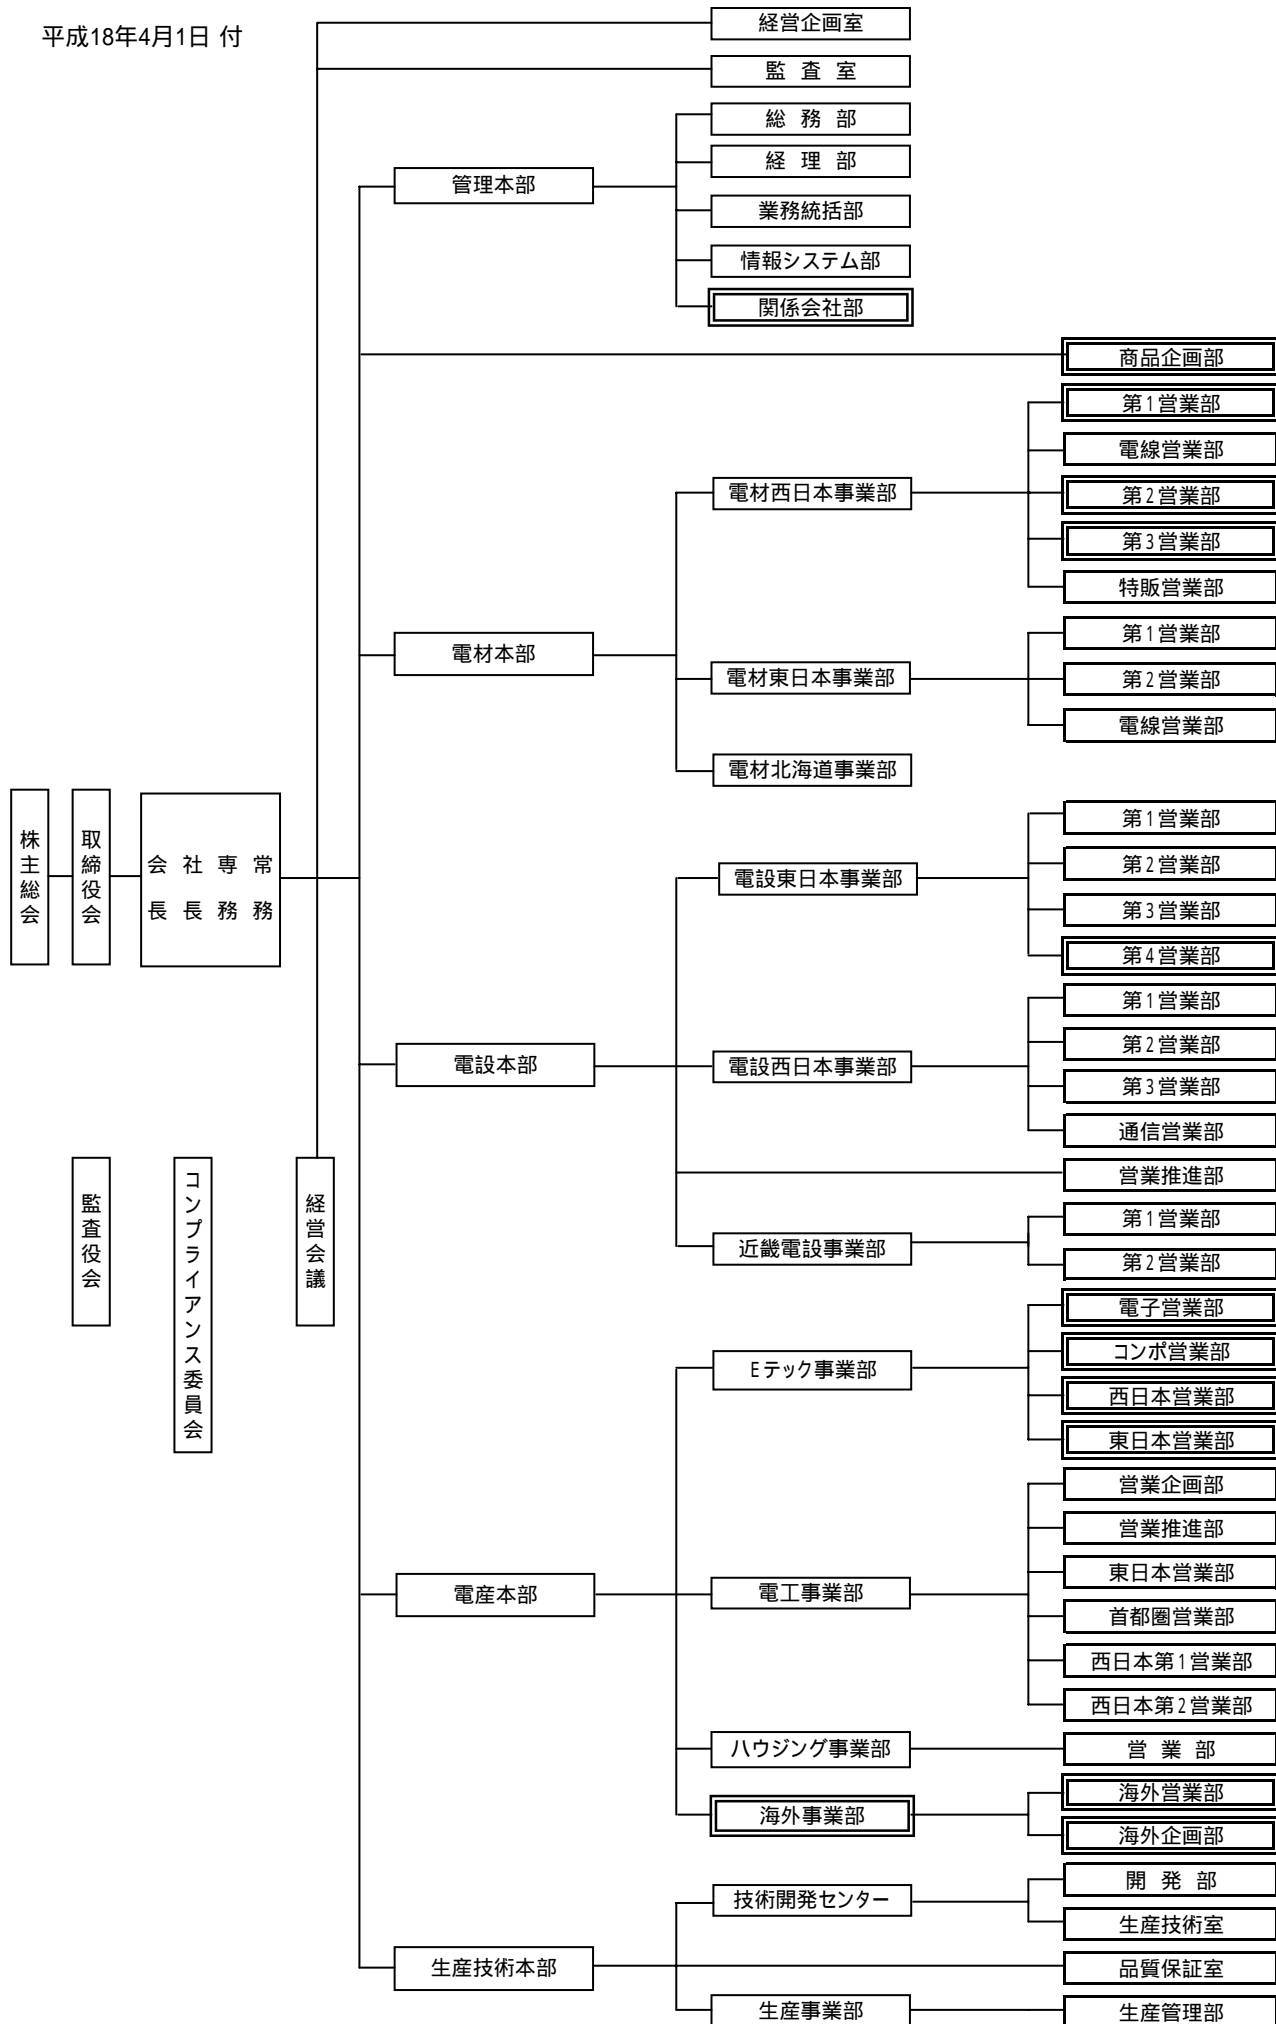 平成18年4月1日 付
経営企画室
監 査 室
総 務 部
経 理 部
管理本部
業務統括部
情報システム部
関係会社部
商品企画部
第1営業部
電線営業部
電材西日本事業部
第2営業部
第3営業部
特販営業部
電材本部
第1営業部
電材東日本事業部
第2営業部
電線営業部
電材北海道事業部
株主総会
取締役会
会長
社長
専務
常務
第1営業部
第2営業部
電設東日本事業部
第3営業部
第4営業部
電設本部
第1営業部
第2営業部
電設西日本事業部
第3営業部
通信営業部
営業推進部
監査役会
コンプライアンス委員会
経営会議
第1営業部
近畿電設事業部
第2営業部
電子営業部
コンポ営業部
Eテック事業部
西日本営業部
東日本営業部
営業企画部
営業推進部
東日本営業部
電産本部
電工事業部
首都圏営業部
西日本第1営業部
西日本第2営業部
ハウジング事業部
営 業 部
海外営業部
海外事業部
海外企画部
開 発 部
技術開発センター
生産技術室
生産技術本部
品質保証室
生産事業部
生産管理部